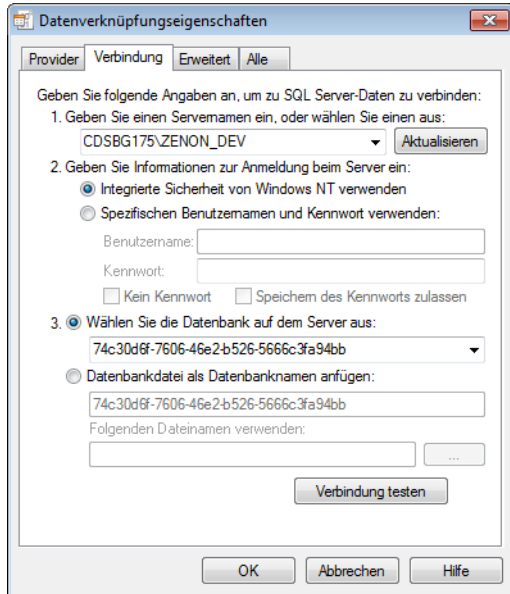 Datenverknüpfungseigenschaften
Provider Verbindung Erweitert Alle
Geben Sie folgende Angaben an, um zu SQL Server-Daten zu verbinden:
1. Geben Sie einen Servernamen ein, oder wählen Sie einen aus:
CDSBG175\ZENON_DEV Aktualisieren
2. Geben Sie Informationen zur Anmeldung beim Server ein:
Integrierte Sicherheit von Windows NT verwenden
Spezifischen Benutzernamen und Kennwort verwenden:
Benutzername:
Kennwort:
Kein Kennwort Speichern des Kennworts zulassen
3. Wählen Sie die Datenbank auf dem Server aus:
74c30d6f-7606-46e2-b526-5666c3fa94bb
Datenbankdatei als Datenbanknamen anfügen:
74c30d6f-7606-46e2-b526-5666c3fa94bb
Folgenden Dateinamen verwenden:
...
Verbindung testen
OK Abbrechen Hilfe